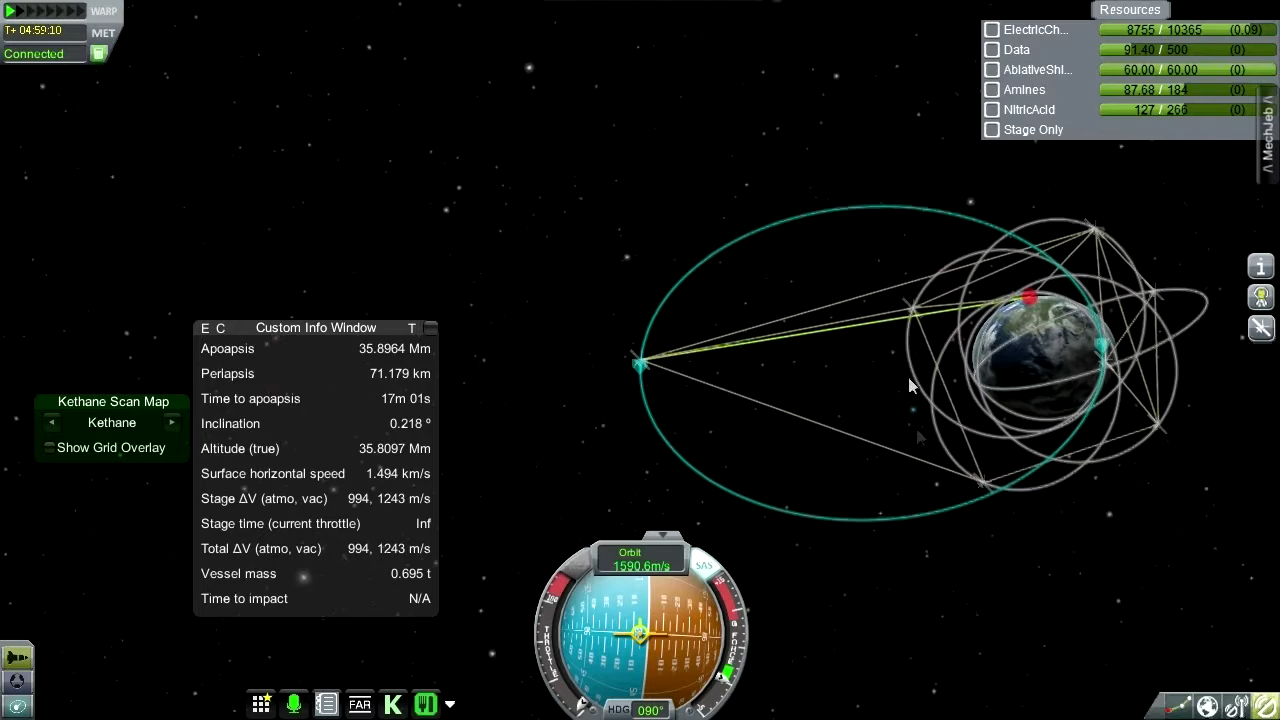 WARP
T+ 04:59:10
MET
Connected
Resources
ElectricCh... 8755 / 10365 (0.09)
Data 91.40 / 500 (0)
AblativeShi... 60.00 / 60.00 (0)
Amines 87.68 / 184 (0)
NitricAcid 127 / 266 (0)
Stage Only
< MechJeb <
E C Custom Info Window T
Apoapsis 35.8964 Mm
Periapsis 71.179 km
Time to apoapsis 17m 01s
Inclination 0.218 º
Altitude (true) 35.8097 Mm
Surface horizontal speed 1.494 km/s
Stage ΔV (atmo, vac) 994, 1243 m/s
Stage time (current throttle) Inf
Total ΔV (atmo, vac) 994, 1243 m/s
Vessel mass 0.695 t
Time to impact N/A
Kethane Scan Map
Kethane
Show Grid Overlay
Orbit
1590.6m/s
SAS
THROTTLE
HDG 090°
FAR
K